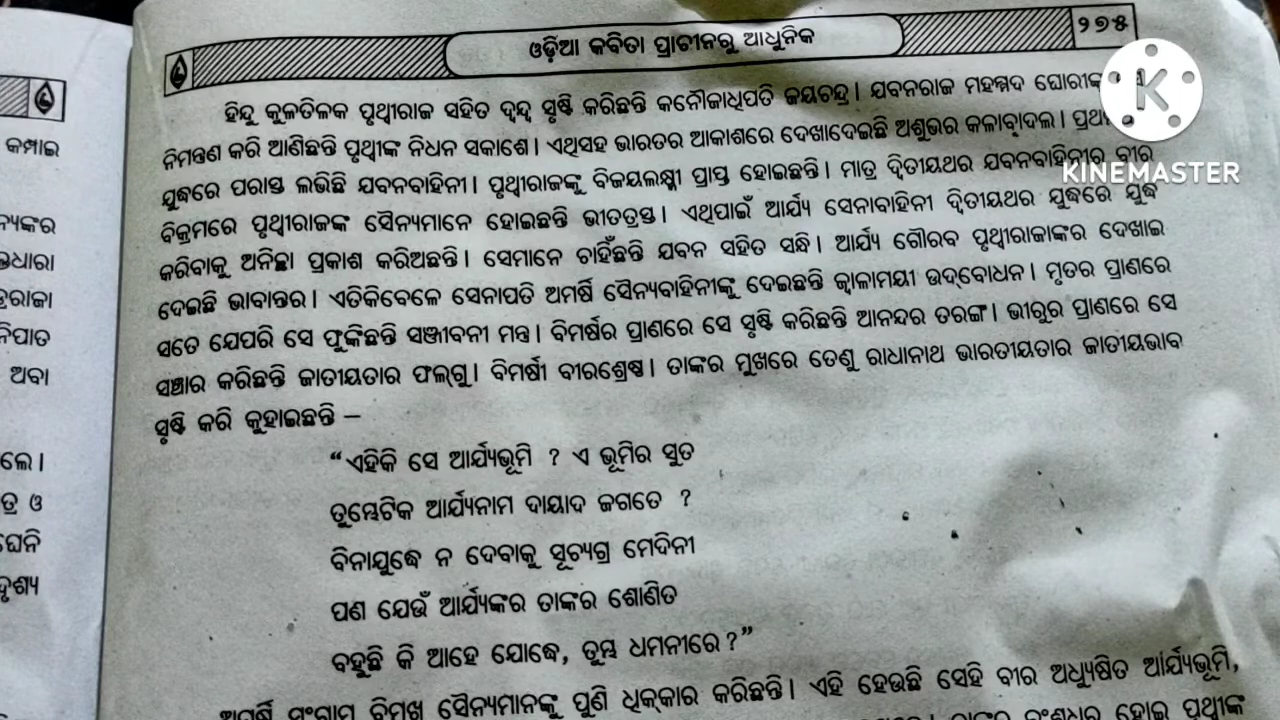 ଓଡ଼ିଆ କବିତା ପ୍ରାଚୀନରୁ ଆଧୁନିକ
୨୭୫
ହିନ୍ଦୁ କୁଳତିଳକ ପୃଥ୍ୱୀରାଜ ସହିତ ଦ୍ୱନ୍ଦ୍ୱ ସୃଷ୍ଟି କରିଛନ୍ତି କନୌଜାଧିପତି ଜୟଚନ୍ଦ୍ର। ଯବନରାଜ ମହମ୍ମଦ
ନିମନ୍ତ୍ରଣ କରି ଆଣିଛନ୍ତି ପୃଥ୍ୱୀଙ୍କ ନିଧନ ସକାଶେ। ଏଥିସହ ଭାରତର ଆକାଶରେ ଦେଖାଦେଇଛି ଅଶୁଭର କଳାବାଦଲ।
ଯୁଦ୍ଧରେ ପରାସ୍ତ ଲଭିଛି ଯବନବାହିନୀ। ପୃଥ୍ୱୀରାଜଙ୍କୁ ବିଜୟଲକ୍ଷ୍ମୀ ପ୍ରାପ୍ତ ହୋଇଛନ୍ତି। ମାତ୍ର ଦ୍ୱିତୀୟଥର ଯବନବାହିନୀର ବୀର
ବିକ୍ରମରେ ପୃଥ୍ୱୀରାଜଙ୍କ ସୈନ୍ୟମାନେ ହୋଇଛନ୍ତି ଭୀତତ୍ରସ୍ତ। ଏଥିପାଇଁ ଆର୍ଯ୍ୟ ସେନାବାହିନୀ ଦ୍ୱିତୀୟଥର ଯୁଦ୍ଧରେ ଯୁଦ୍ଧ
କରିବାକୁ ଅନିଚ୍ଛା ପ୍ରକାଶ କରିଅଛନ୍ତି। ସେମାନେ ଚାହିଁଛନ୍ତି ଯବନ ସହିତ ସନ୍ଧି। ଆର୍ଯ୍ୟ ଗୌରବ ପୃଥ୍ୱୀରାଜାଙ୍କର ଦେଖାଇ
ଦେଇଛି ଭାବାନ୍ତର। ଏତିକିବେଳେ ସେନାପତି ଅମର୍ଷି ସୈନ୍ୟବାହିନୀଙ୍କୁ ଦେଇଛନ୍ତି ଜ୍ୱାଳାମୟୀ ଉଦ୍‌ବୋଧନ। ମୃତର ପ୍ରାଣରେ
ସତେ ଯେପରି ସେ ଫୁଙ୍କିଛନ୍ତି ସଞ୍ଜୀବନୀ ମନ୍ତ୍ର। ବିମର୍ଷର ପ୍ରାଣରେ ସେ ସୃଷ୍ଟି କରିଛନ୍ତି ଆନନ୍ଦର ତରଙ୍ଗ। ଭୀରୁର ପ୍ରାଣରେ ସେ
ସଞ୍ଚାର କରିଛନ୍ତି ଜାତୀୟତାର ଫଲ୍‌ଗୁ। ବିମର୍ଷୀ ବୀରଶ୍ରେଷ୍ଠ। ତାଙ୍କର ମୁଖରେ ତେଣୁ ରାଧାନାଥ ଭାରତୀୟତାର ଜାତୀୟଭାବ
ସୃଷ୍ଟି କରି କୁହାଇଛନ୍ତି –
“ଏହିକି ସେ ଆର୍ଯ୍ୟଭୂମି ? ଏ ଭୂମିର ସୁତ
ତୁମ୍ଭେଟିକ ଆର୍ଯ୍ୟନାମ ଦାୟାଦ ଜଗତେ ?
ବିନାଯୁଦ୍ଧେ ନ ଦେବାକୁ ସୂଚ୍ୟଗ୍ର ମେଦିନୀ
ପଣ ଯେଉଁ ଆର୍ଯ୍ୟଙ୍କର ତାଙ୍କର ଶୋଣିତ
ବହୁଛି କି ଆହେ ଯୋଦ୍ଧେ, ତୁମ୍ଭ ଧମନୀରେ ?”
ଅମର୍ଷି ସଂଗ୍ରାମ ବିମୁଖ ସୈନ୍ୟମାନଙ୍କୁ ପୁଣି ଧିକ୍‌କାର କରିଛନ୍ତି। ଏହି ହେଉଛି ସେହି ବୀର ଅଧ୍ୟୁଷିତ ଆର୍ଯ୍ୟଭୂମି,
ହୋଇ ପୃଥୀଙ୍କ
କମ୍ପାଇ
ଅବା
ଲେ।
ଓ
KINEMASTER